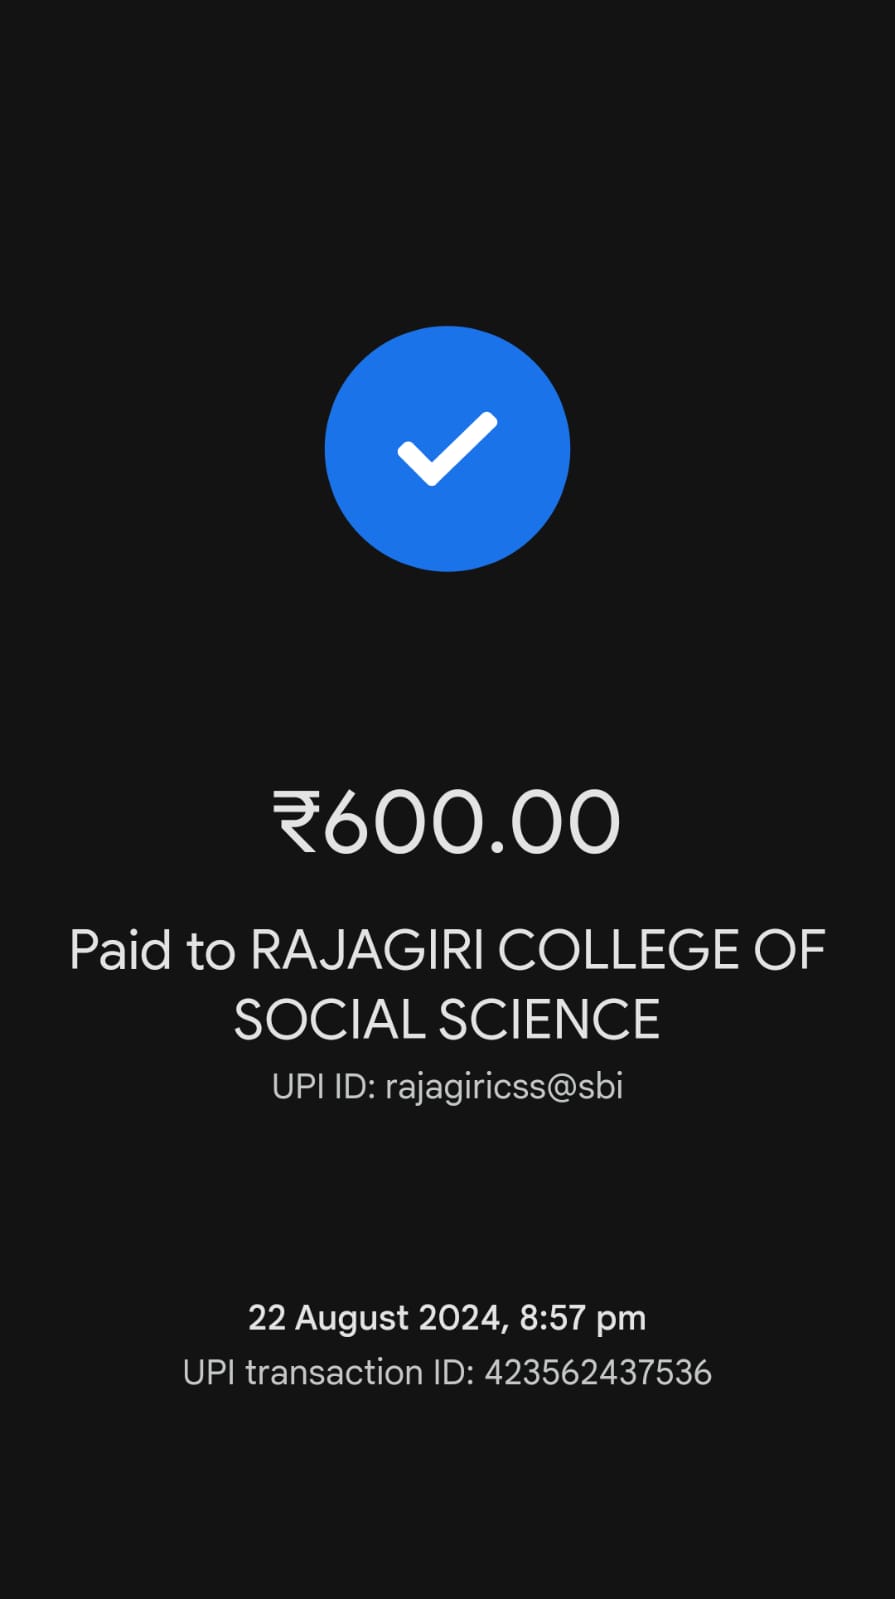 ₹600.00
Paid to RAJAGIRI COLLEGE OF
SOCIAL SCIENCE
UPI ID: rajagiricss@sbi
22 August 2024, 8:57 pm
UPI transaction ID: 423562437536